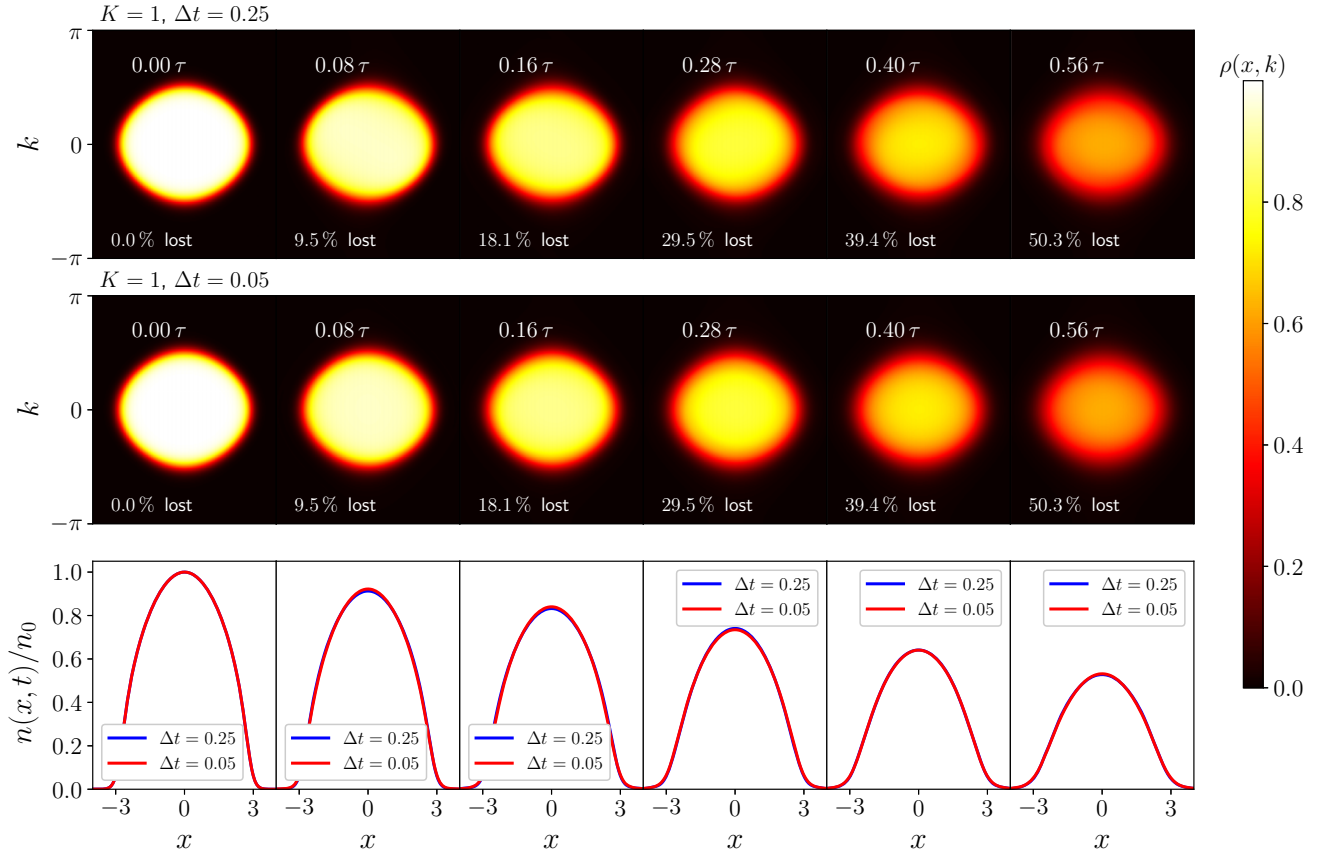 K = 1, Δt = 0.25
π
0.00 τ 0.08 τ 0.16 τ 0.28 τ 0.40 τ 0.56 τ
ρ(x, k)
k
0
0.0 % lost 9.5 % lost 18.1 % lost 29.5 % lost 39.4 % lost 50.3 % lost
−π
K = 1, Δt = 0.05
π
0.00 τ 0.08 τ 0.16 τ 0.28 τ 0.40 τ 0.56 τ
k
0
0.0 % lost 9.5 % lost 18.1 % lost 29.5 % lost 39.4 % lost 50.3 % lost
−π
0.8
0.6
0.4
0.2
0.0
n(x, t)/n₀
1.0
0.8
0.6
0.4
0.2
0.0
Δt = 0.25
Δt = 0.05
Δt = 0.25
Δt = 0.05
Δt = 0.25
Δt = 0.05
Δt = 0.25
Δt = 0.05
Δt = 0.25
Δt = 0.05
Δt = 0.25
Δt = 0.05
−3 0 3 −3 0 3 −3 0 3 −3 0 3 −3 0 3 −3 0 3
x x x x x x